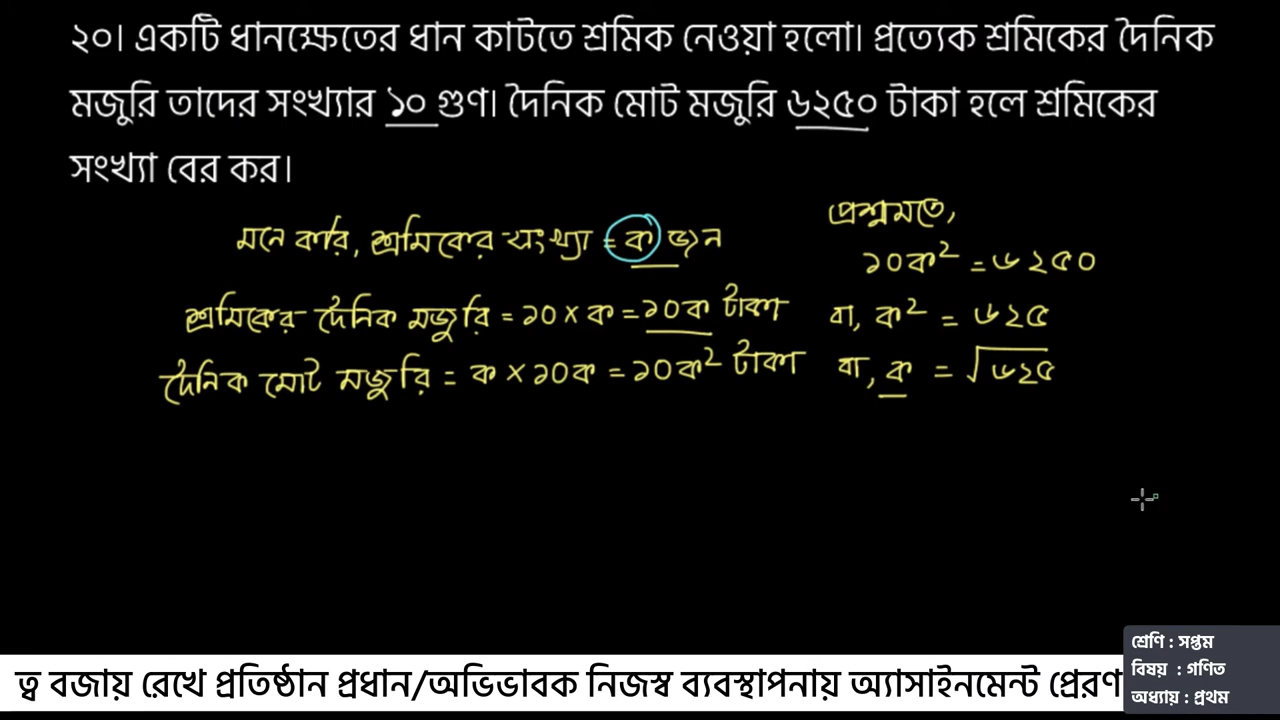 ২০। একটি ধানক্ষেতের ধান কাটতে শ্রমিক নেওয়া হলো। প্রত্যেক শ্রমিকের দৈনিক
মজুরি তাদের সংখ্যার ১০ গুণ। দৈনিক মোট মজুরি ৬২৫০ টাকা হলে শ্রমিকের
সংখ্যা বের কর।
মনে করি, শ্রমিকের সংখ্যা = ক জন
শ্রমিকের দৈনিক মজুরি = ১০ × ক = ১০ক টাকা
দৈনিক মোট মজুরি = ক × ১০ক = ১০ক² টাকা
প্রশ্নমতে,
১০ক² = ৬২৫০
বা, ক² = ৬২৫
বা, ক = √৬২৫
শ্রেণি : সপ্তম
বিষয় : গণিত
অধ্যায় : প্রথম
ত্ব বজায় রেখে প্রতিষ্ঠান প্রধান/অভিভাবক নিজস্ব ব্যবস্থাপনায় অ্যাসাইনমেন্ট প্রেরণ